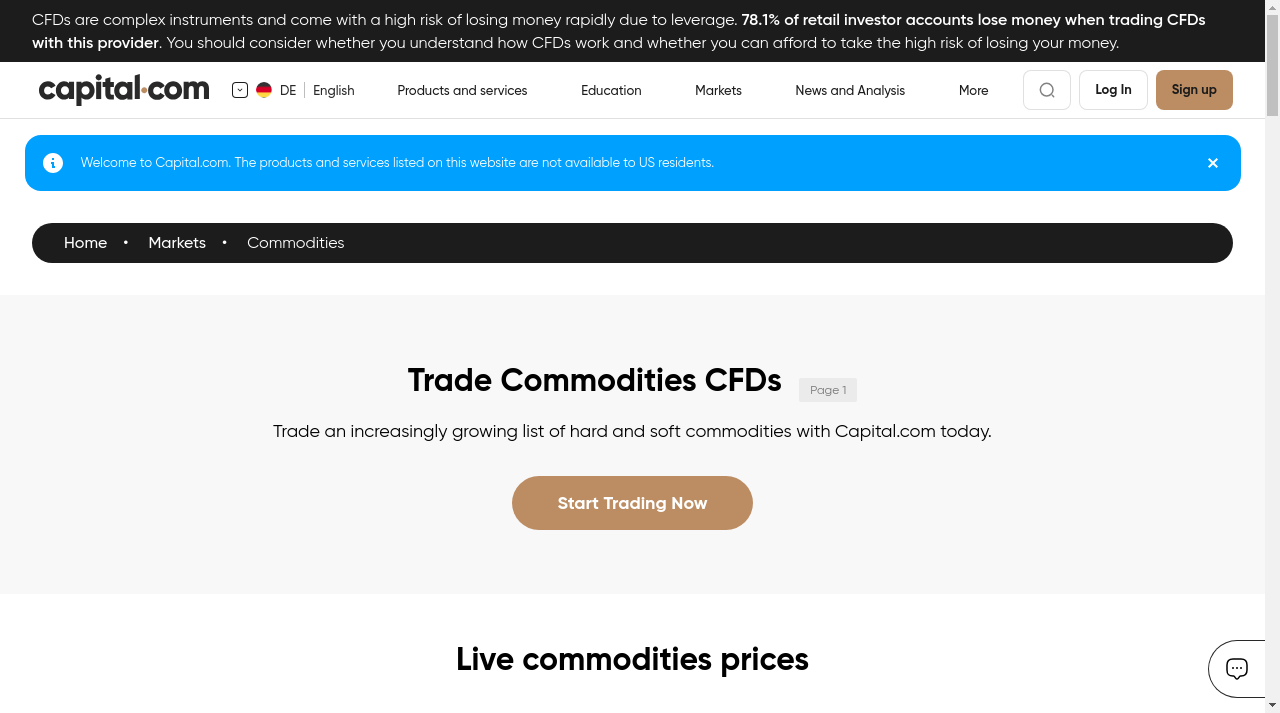 CFDs are complex instruments and come with a high risk of losing money rapidly due to leverage. 78.1% of retail investor accounts lose money when trading CFDs
with this provider. You should consider whether you understand how CFDs work and whether you can afford to take the high risk of losing your money.
capital.com DE English Products and services Education Markets News and Analysis More Log In Sign up
Welcome to Capital.com. The products and services listed on this website are not available to US residents.
Home • Markets • Commodities
Trade Commodities CFDs Page 1
Trade an increasingly growing list of hard and soft commodities with Capital.com today.
Start Trading Now
Live commodities prices